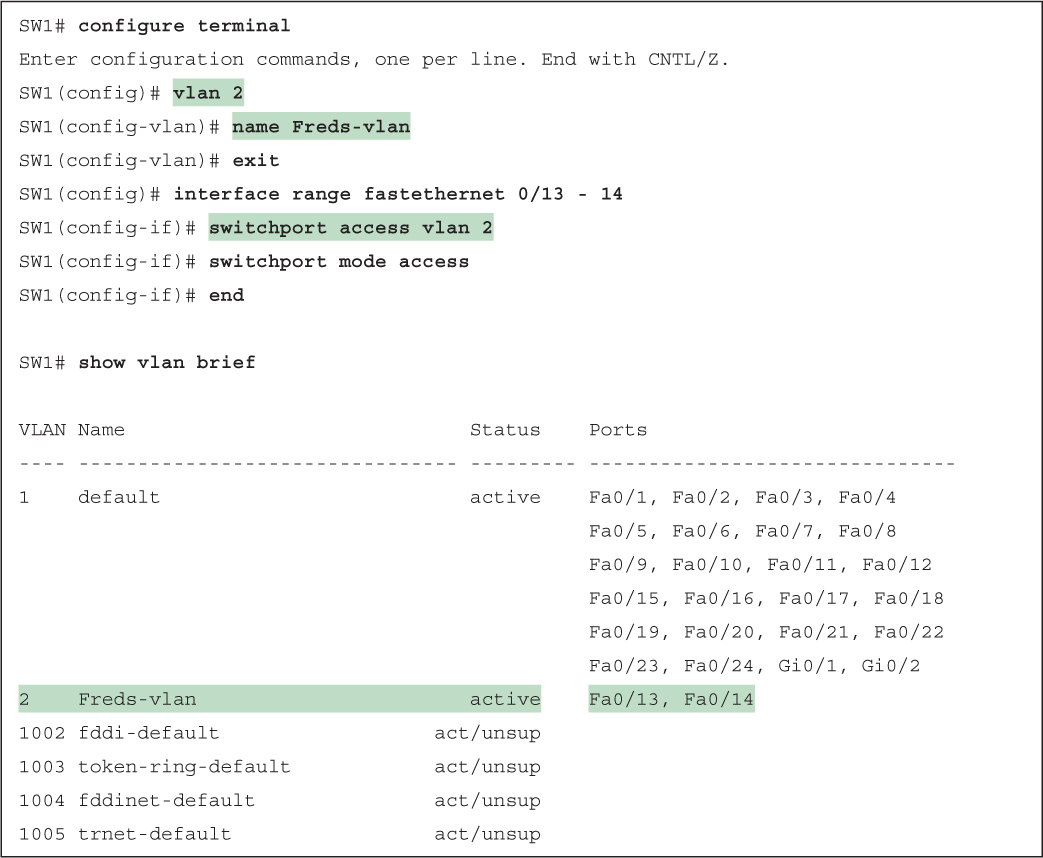 SW1# configure terminal
Enter configuration commands, one per line. End with CNTL/Z.
SW1(config)# vlan 2
SW1(config-vlan)# name Freds-vlan
SW1(config-vlan)# exit
SW1(config)# interface range fastethernet 0/13 - 14
SW1(config-if)# switchport access vlan 2
SW1(config-if)# switchport mode access
SW1(config-if)# end
SW1# show vlan brief
VLAN Name                             Status    Ports
---- -------------------------------- --------- -------------------------------
1    default                          active    Fa0/1, Fa0/2, Fa0/3, Fa0/4
                                                Fa0/5, Fa0/6, Fa0/7, Fa0/8
                                                Fa0/9, Fa0/10, Fa0/11, Fa0/12
                                                Fa0/15, Fa0/16, Fa0/17, Fa0/18
                                                Fa0/19, Fa0/20, Fa0/21, Fa0/22
                                                Fa0/23, Fa0/24, Gi0/1, Gi0/2
2    Freds-vlan                       active    Fa0/13, Fa0/14
1002 fddi-default                  act/unsup
1003 token-ring-default            act/unsup
1004 fddinet-default               act/unsup
1005 trnet-default                 act/unsup